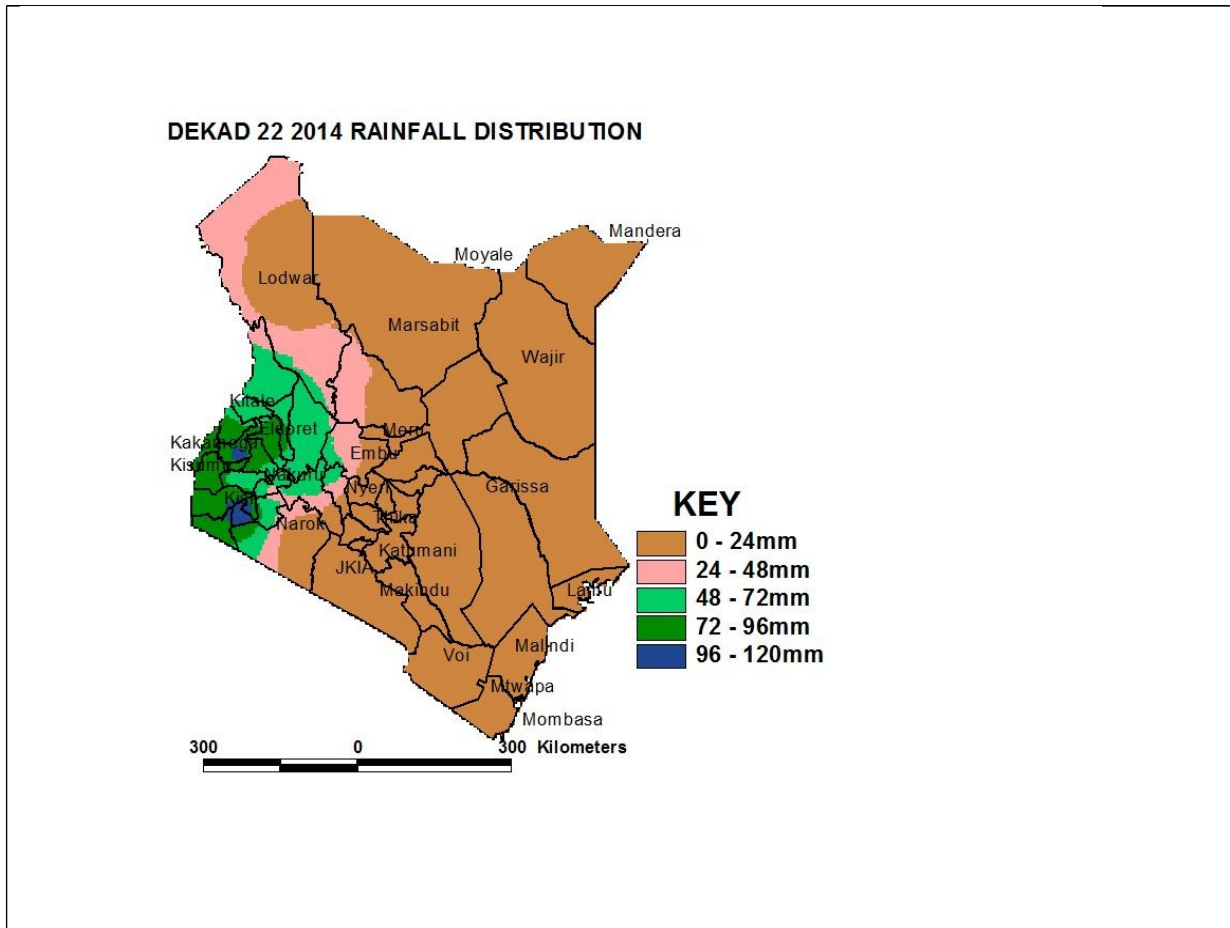 DEKAD 22 2014 RAINFALL DISTRIBUTION
Mandera
Moyale
Lodwar
Marsabit
Wajir
Kitale
Eldoret
Meru
Kakamega
Embu
Kisumu
Nakuru
Nyeri
Garissa
Kisii
Narok
Thika
Katumani
JKIA
Makindu
Lamu
Malindi
Voi
Mtwapa
Mombasa
KEY
0 - 24mm
24 - 48mm
48 - 72mm
72 - 96mm
96 - 120mm
300 0 300 Kilometers